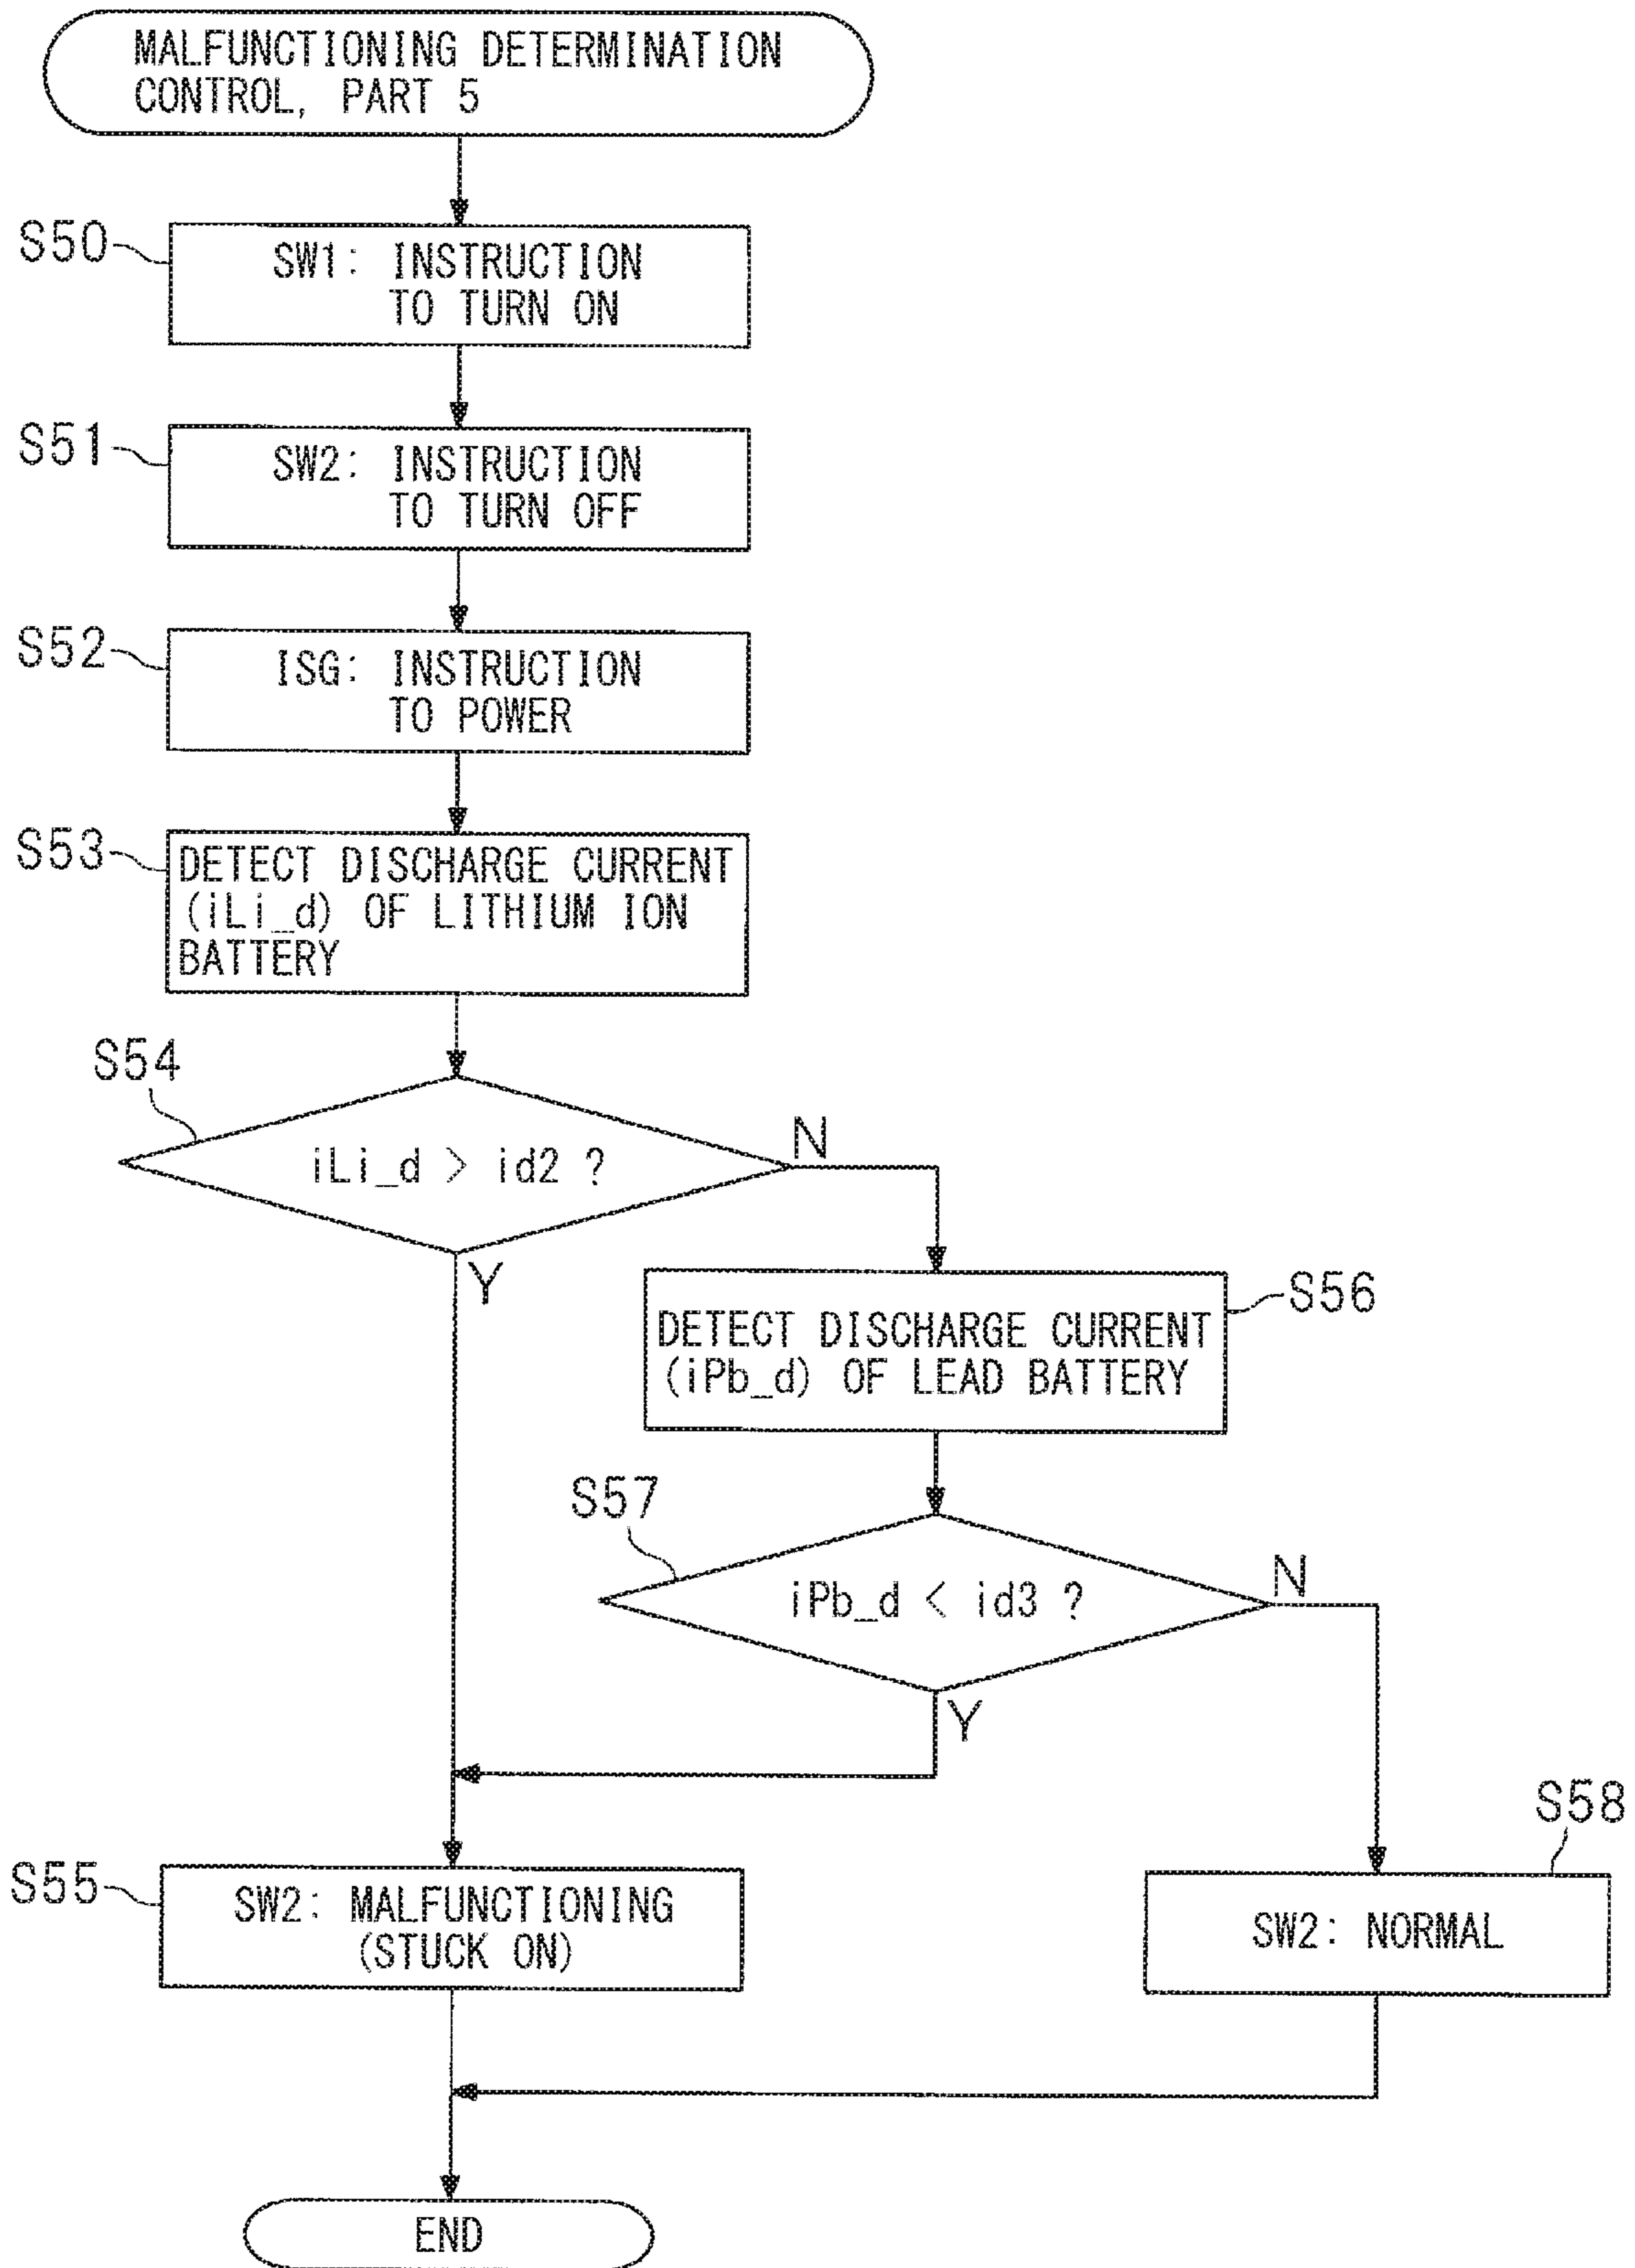 MALFUNCTIONING DETERMINATION
CONTROL, PART 5
S50
SW1: INSTRUCTION
TO TURN ON
S51
SW2: INSTRUCTION
TO TURN OFF
S52
ISG: INSTRUCTION
TO POWER
S53
DETECT DISCHARGE CURRENT
(iLi_d) OF LITHIUM ION
BATTERY
S54
iLi_d > id2 ?
N
Y
S56
DETECT DISCHARGE CURRENT
(iPb_d) OF LEAD BATTERY
S57
iPb_d < id3 ?
N
Y
S55
SW2: MALFUNCTIONING
(STUCK ON)
S58
SW2: NORMAL
END